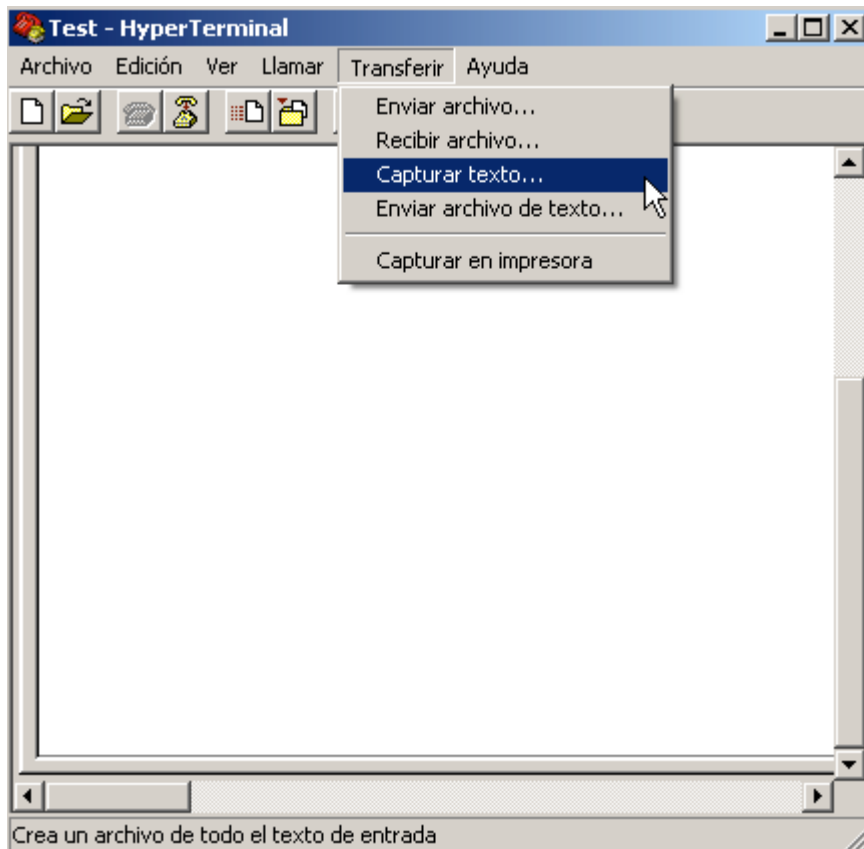 Test - HyperTerminal
Archivo Edición Ver Llamar Transferir Ayuda
Enviar archivo...
Recibir archivo...
Capturar texto...
Enviar archivo de texto...
Capturar en impresora
Crea un archivo de todo el texto de entrada